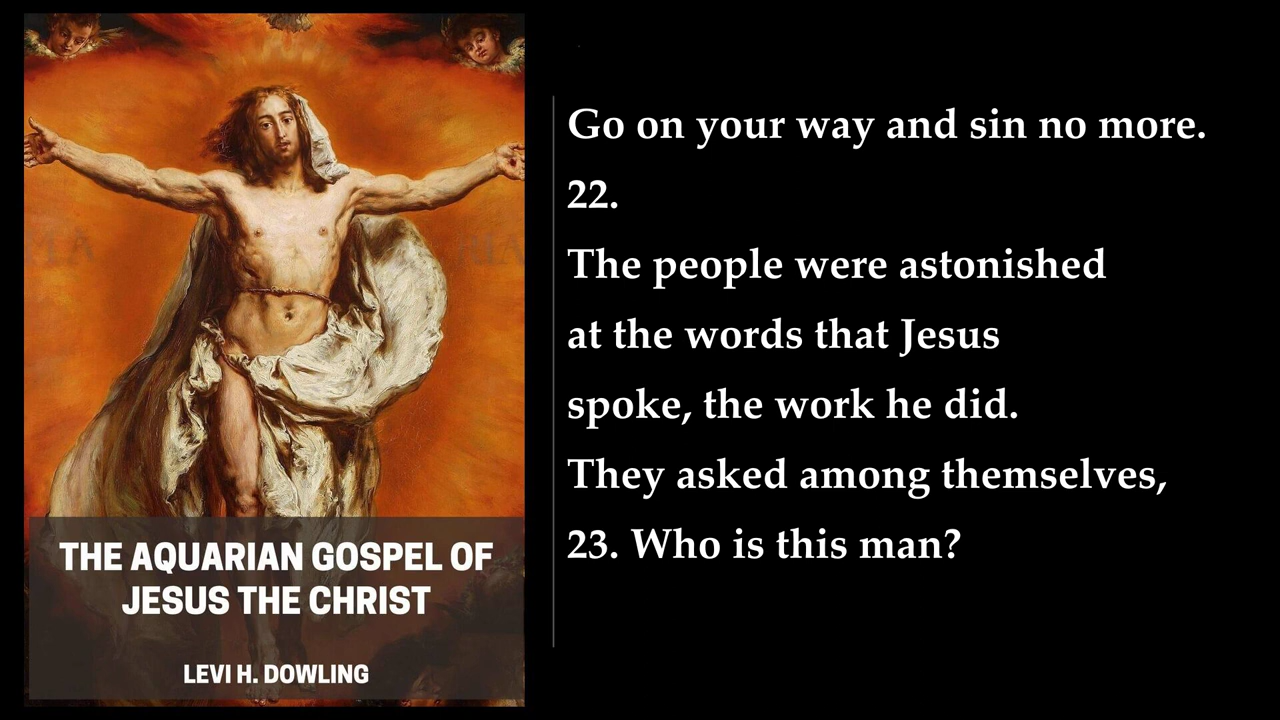 THE AQUARIAN GOSPEL OF
JESUS THE CHRIST
LEVI H. DOWLING
Go on your way and sin no more.
22.
The people were astonished
at the words that Jesus
spoke, the work he did.
They asked among themselves,
23. Who is this man?